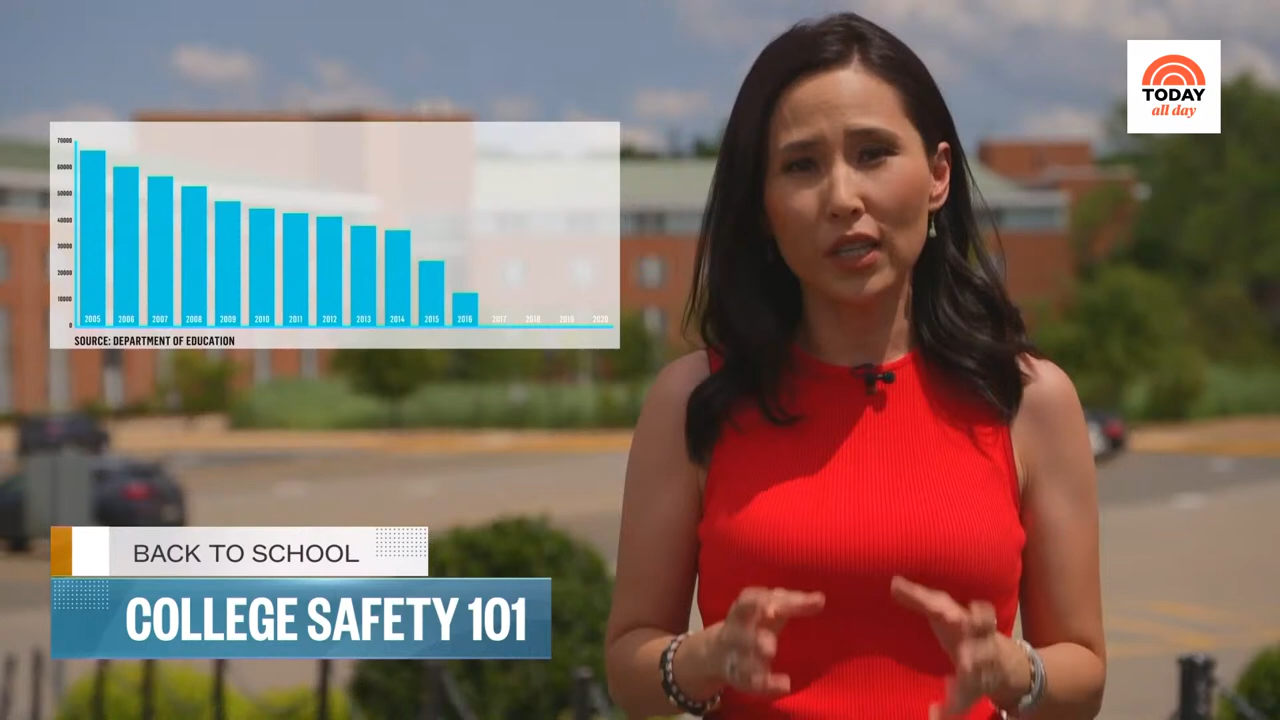 TODAY
all day
70000
60000
50000
40000
30000
20000
10000
0
2005 2006 2007 2008 2009 2010 2011 2012 2013 2014 2015 2016 2017 2018 2019 2020
SOURCE: DEPARTMENT OF EDUCATION
BACK TO SCHOOL
COLLEGE SAFETY 101